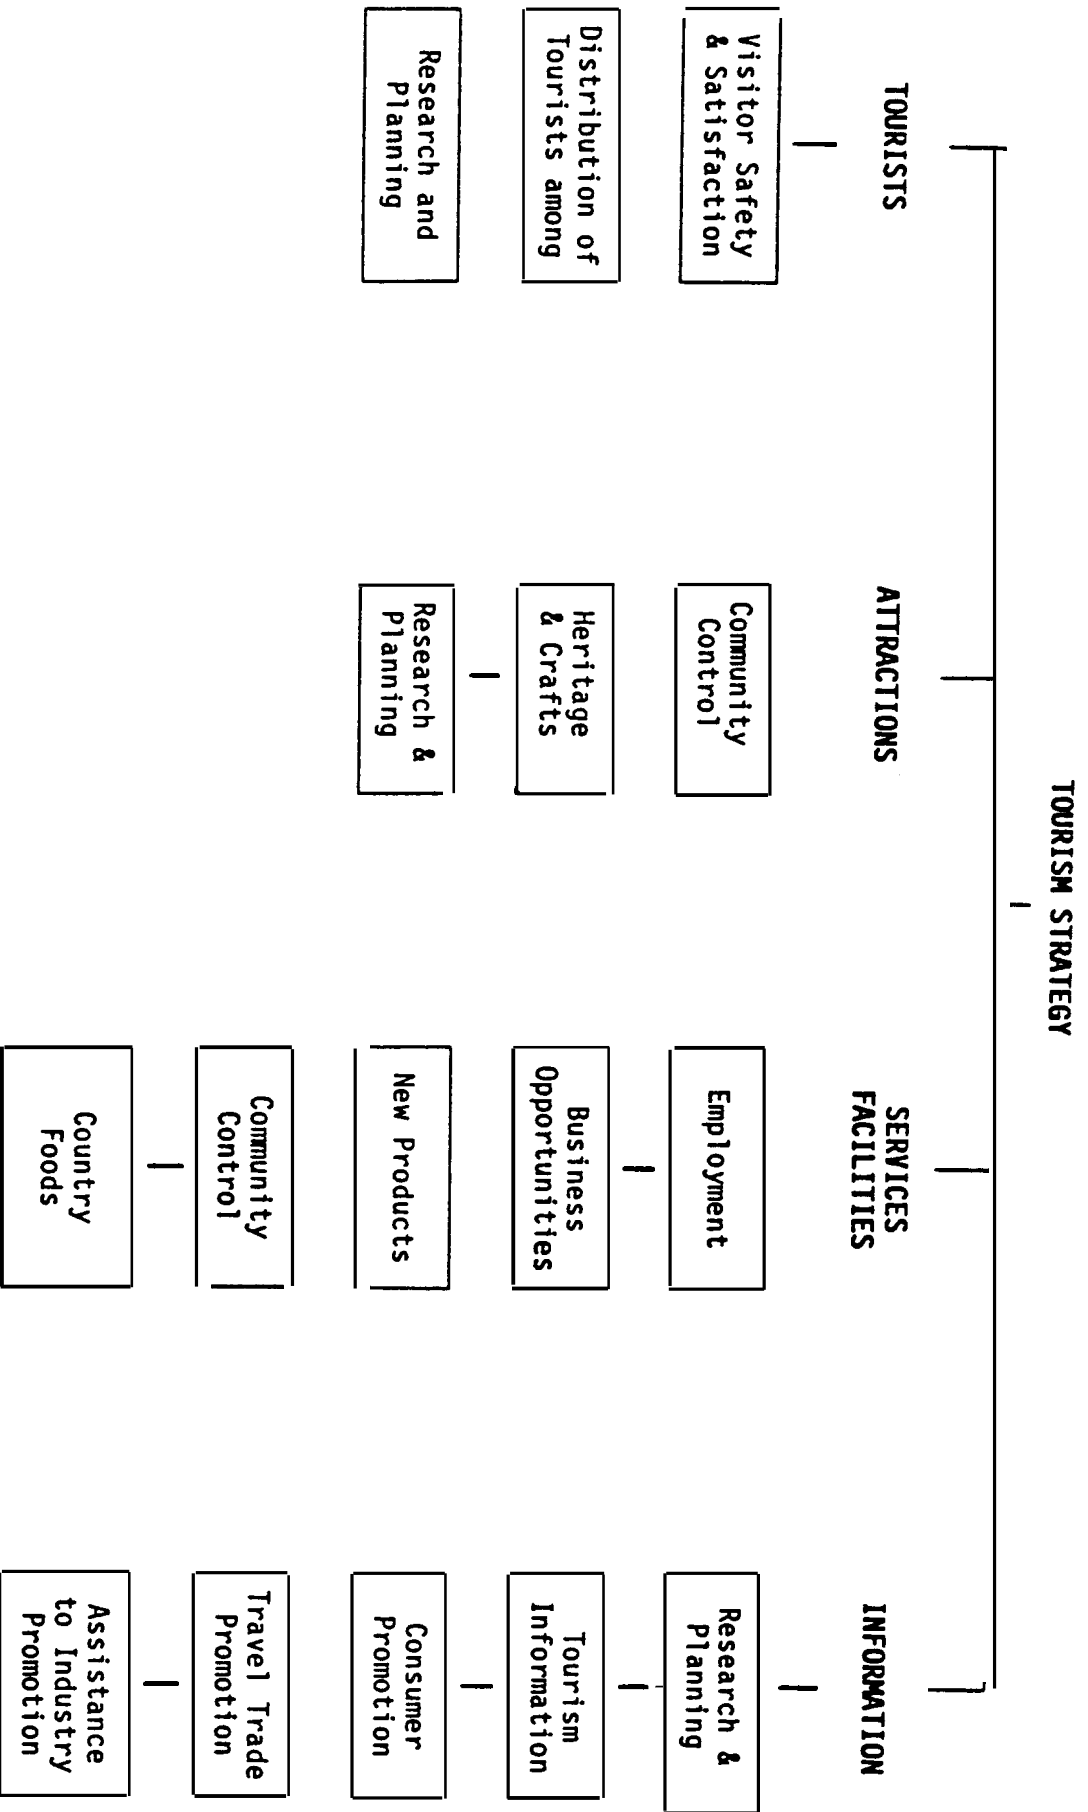 TOURISM STRATEGY
TOURISTS
Visitor Safety
& Satisfaction
Distribution of
Tourists among
Research and
Planning
ATTRACTIONS
Community
Control
Heritage
& Crafts
Research &
Planning
SERVICES
FACILITIES
Employment
Business
Opportunities
New Products
Community
Control
Country
Foods
INFORMATION
Research &
Planning
Tourism
Information
Consumer
Promotion
Travel Trade
Promotion
Assistance
to Industry
Promotion